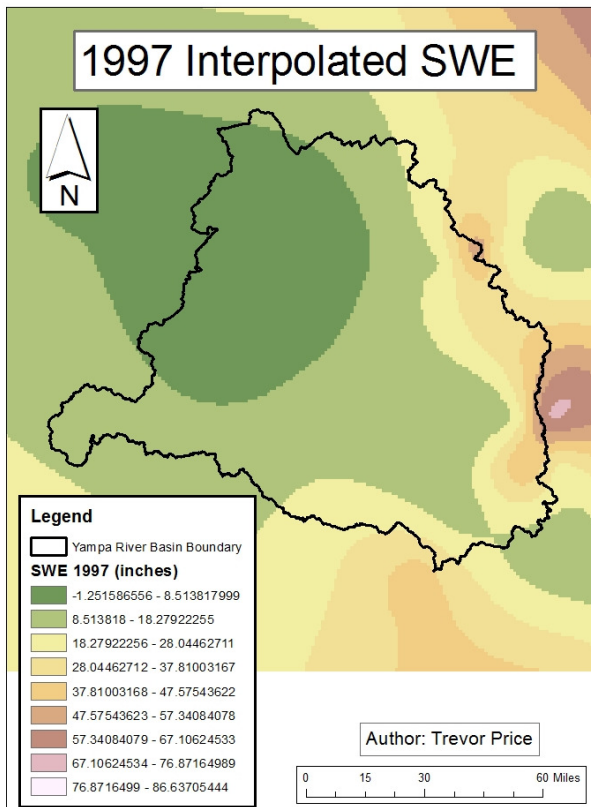 1997 Interpolated SWE
N
Legend
Yampa River Basin Boundary
SWE 1997 (inches)
-1.251586556 - 8.513817999
8.513818 - 18.27922255
18.27922256 - 28.04462711
28.04462712 - 37.81003167
37.81003168 - 47.57543622
47.57543623 - 57.34084078
57.34084079 - 67.10624533
67.10624534 - 76.87164989
76.8716499 - 86.63705444
Author: Trevor Price
0 15 30 60 Miles